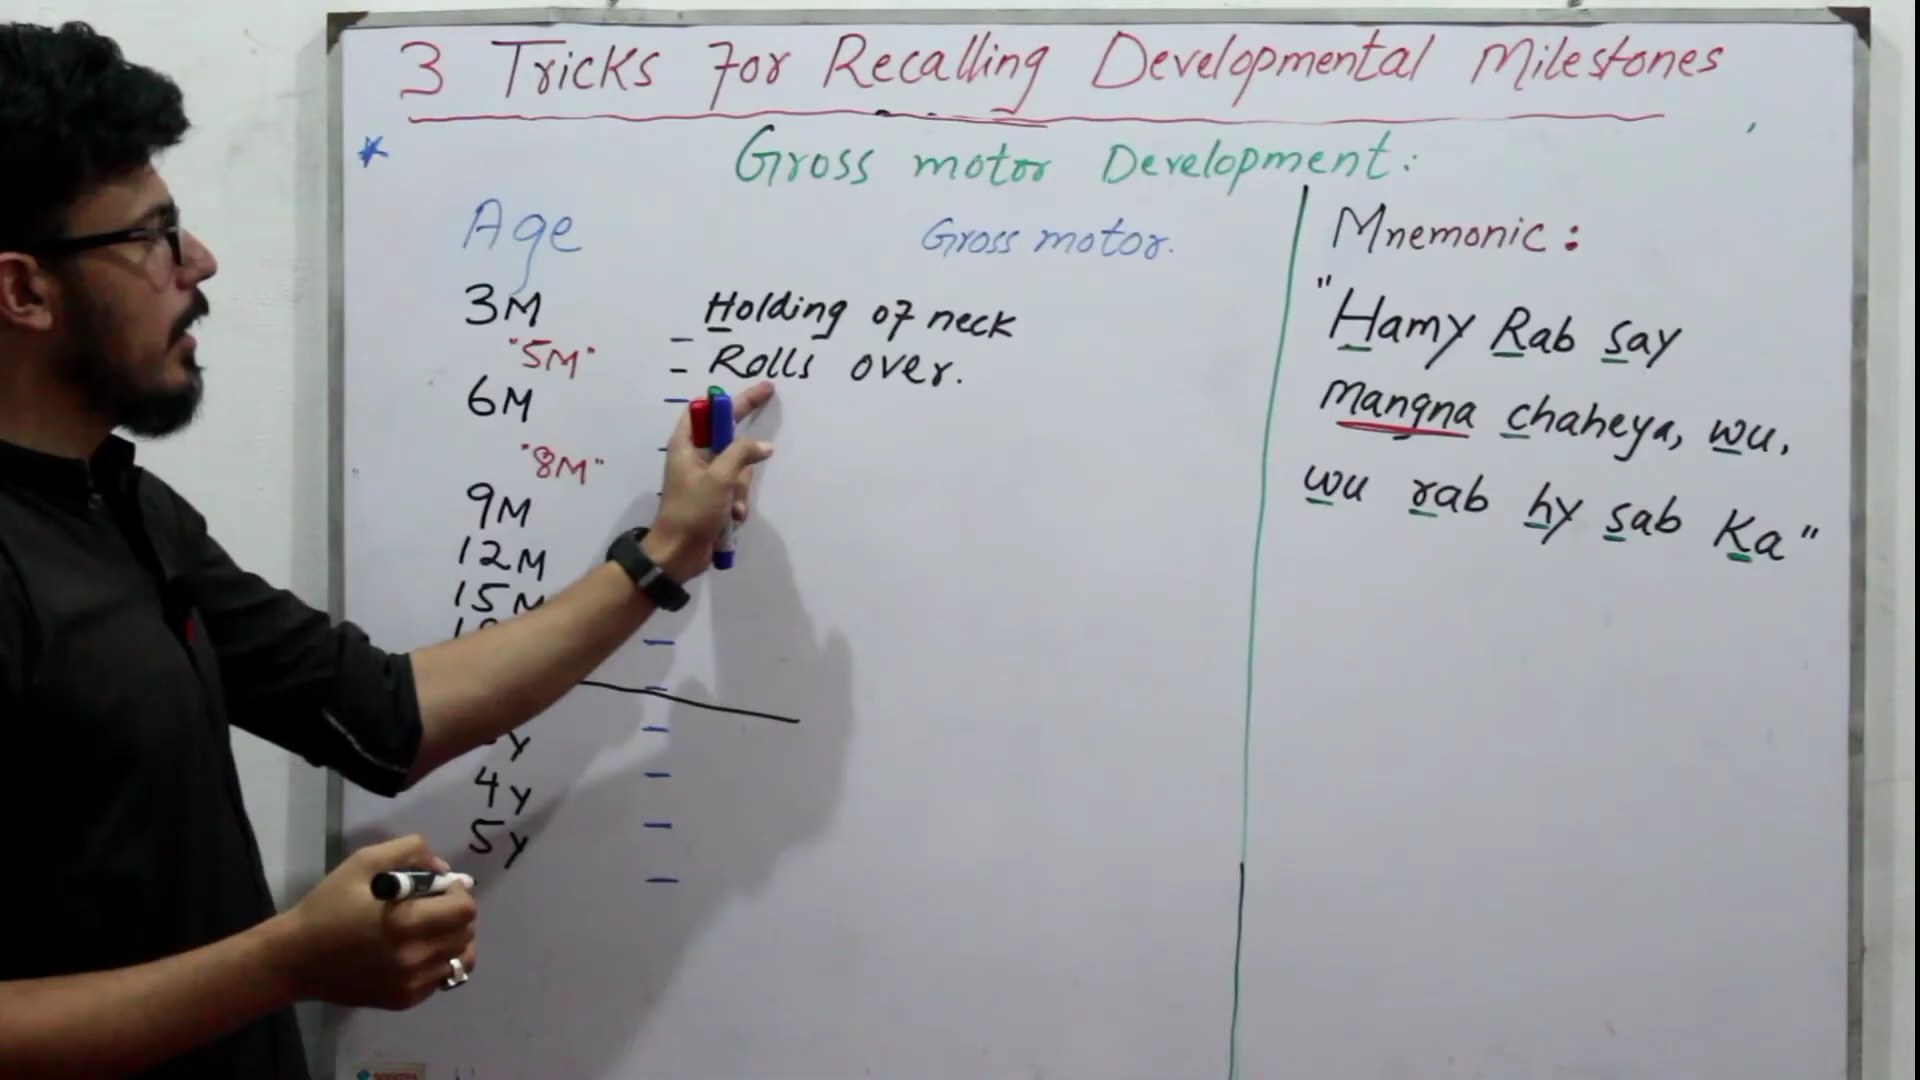 3 Tricks for Recalling Developmental Milestones
Gross motor Development:
Age
Gross motor.
3M
Holding of neck
"5M"
Rolls over.
6M
"8M"
9M
12M
15M
4y
5y
Mnemonic:
"Hamy Rab say
mangna chaheya, wu,
wu rab hy sab Ka"